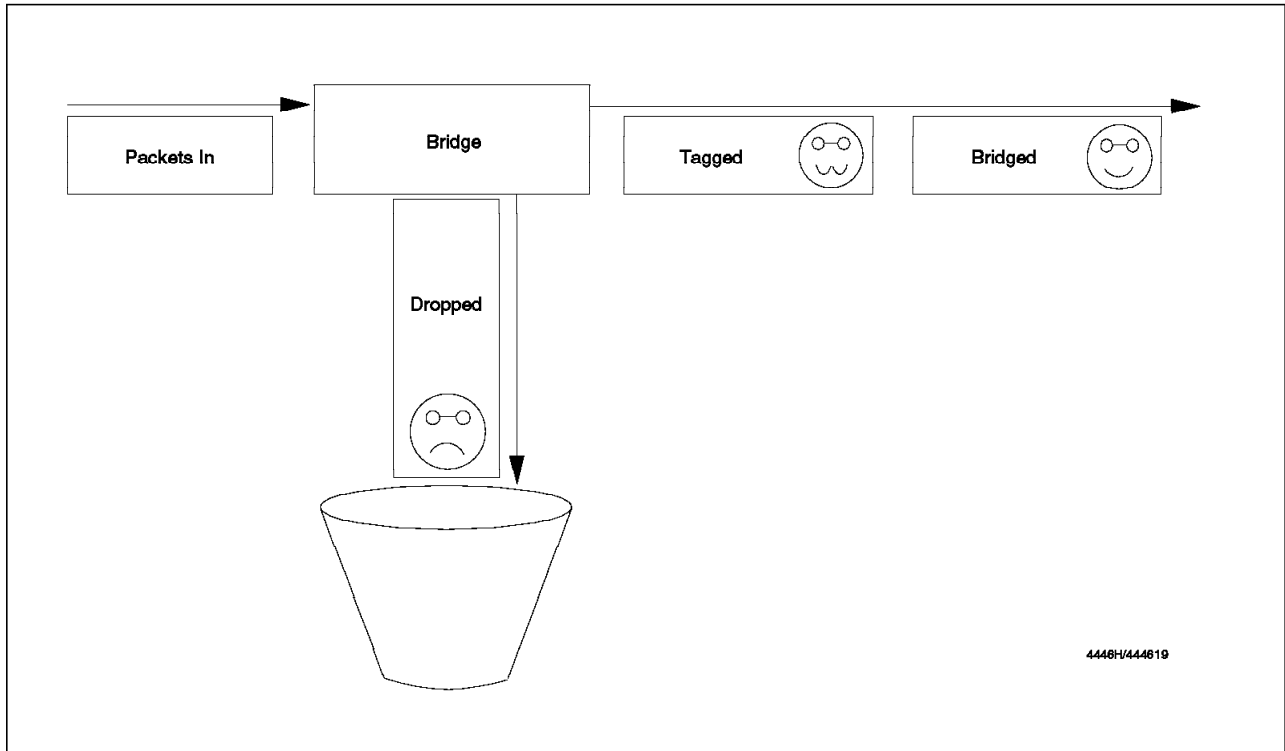 Packets In
Bridge
Tagged
Bridged
Dropped
4446H/444619